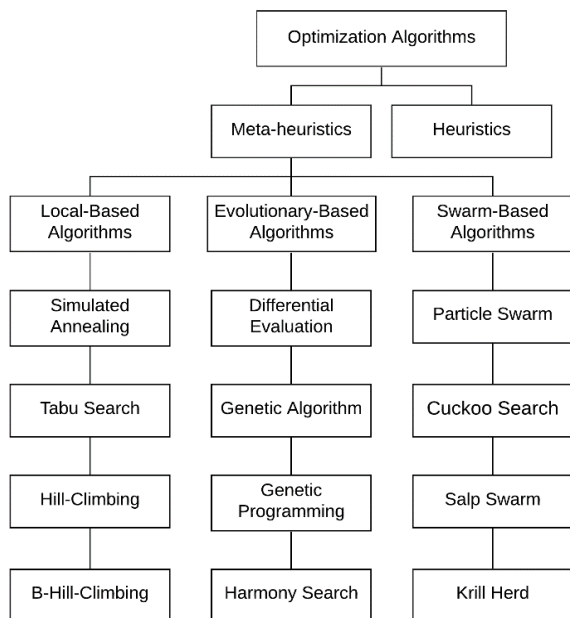 Optimization Algorithms
Meta-heuristics
Heuristics
Local-Based
Algorithms
Evolutionary-Based
Algorithms
Swarm-Based
Algorithms
Simulated
Annealing
Differential
Evaluation
Particle Swarm
Tabu Search
Genetic Algorithm
Cuckoo Search
Hill-Climbing
Genetic
Programming
Salp Swarm
B-Hill-Climbing
Harmony Search
Krill Herd